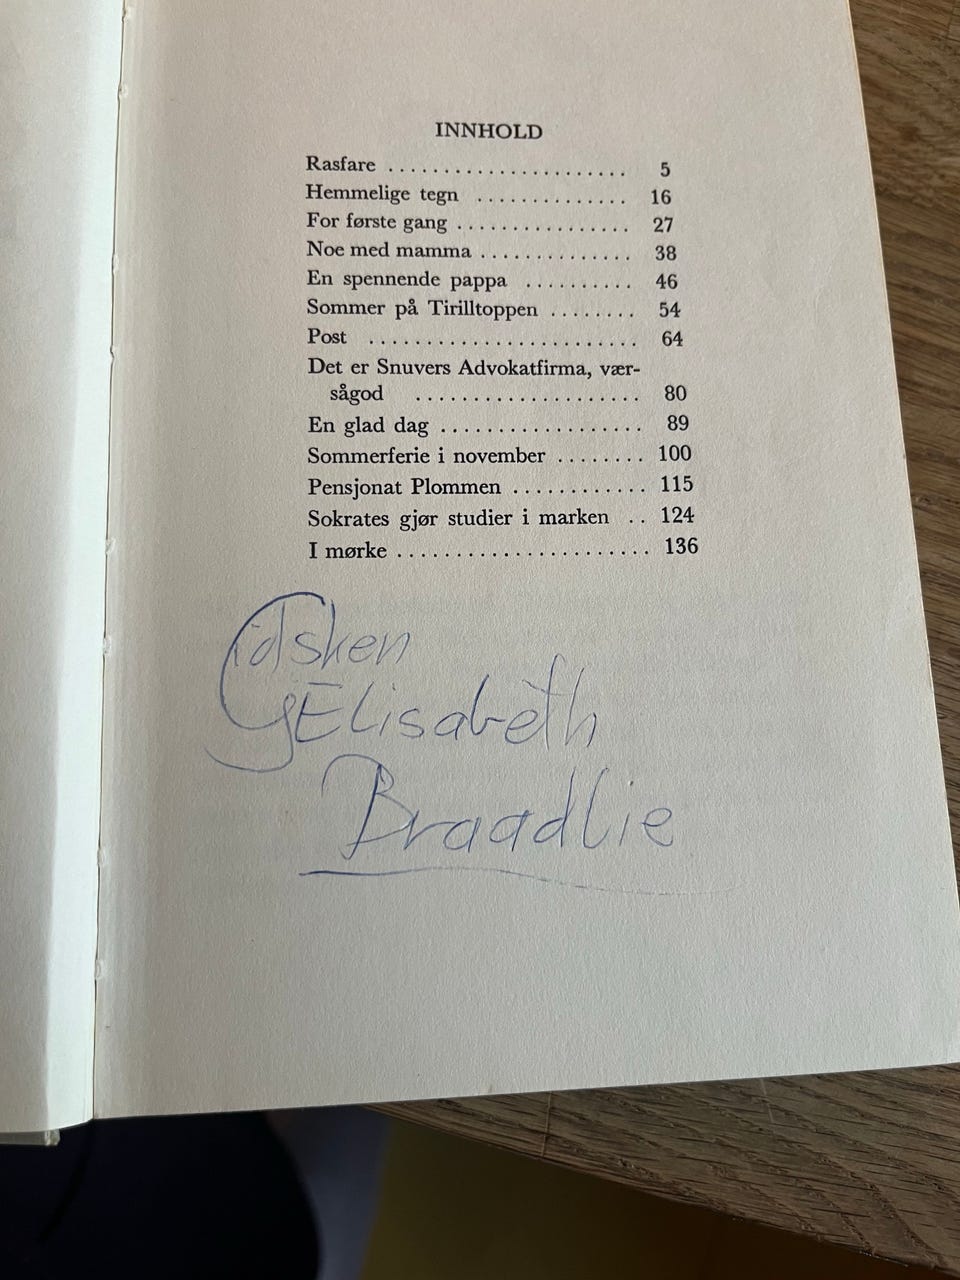 INNHOLD
Rasfare ...................... 5
Hemmelige tegn .............. 16
For første gang ................ 27
Noe med mamma .............. 38
En spennende pappa .......... 46
Sommer på Tirilltoppen ........ 54
Post ......................... 64
Det er Snuvers Advokatfirma, vær-
sågod ..................... 80
En glad dag ................... 89
Sommerferie i november ........ 100
Pensjonat Plommen ............ 115
Sokrates gjør studier i marken .. 124
I mørke ....................... 136
Elisabeth
Braadlie